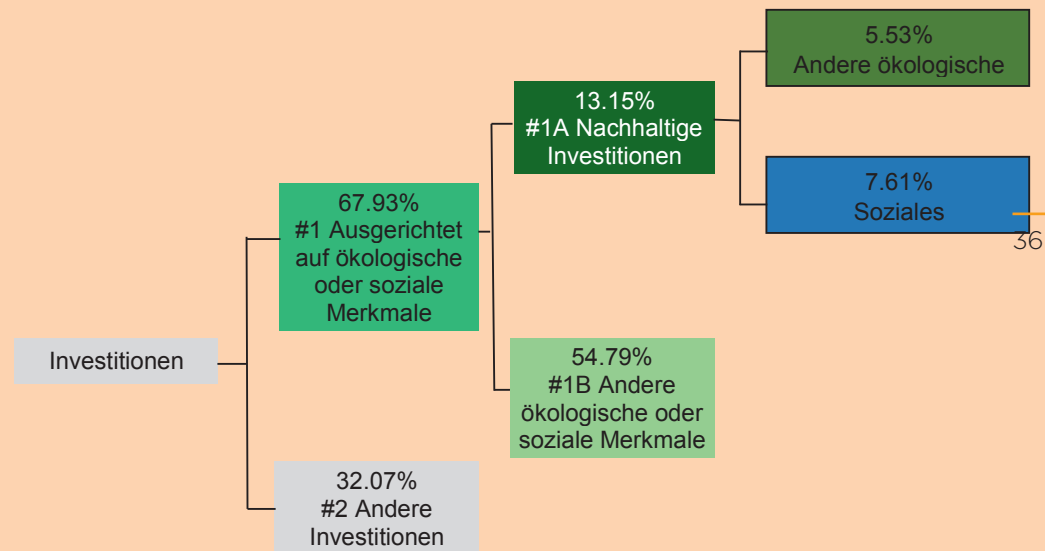 5.53%
Andere ökologische
13.15%
#1A Nachhaltige
Investitionen
7.61%
Soziales
36
67.93%
#1 Ausgerichtet
auf ökologische
oder soziale
Merkmale
Investitionen
54.79%
#1B Andere
ökologische oder
soziale Merkmale
32.07%
#2 Andere
Investitionen